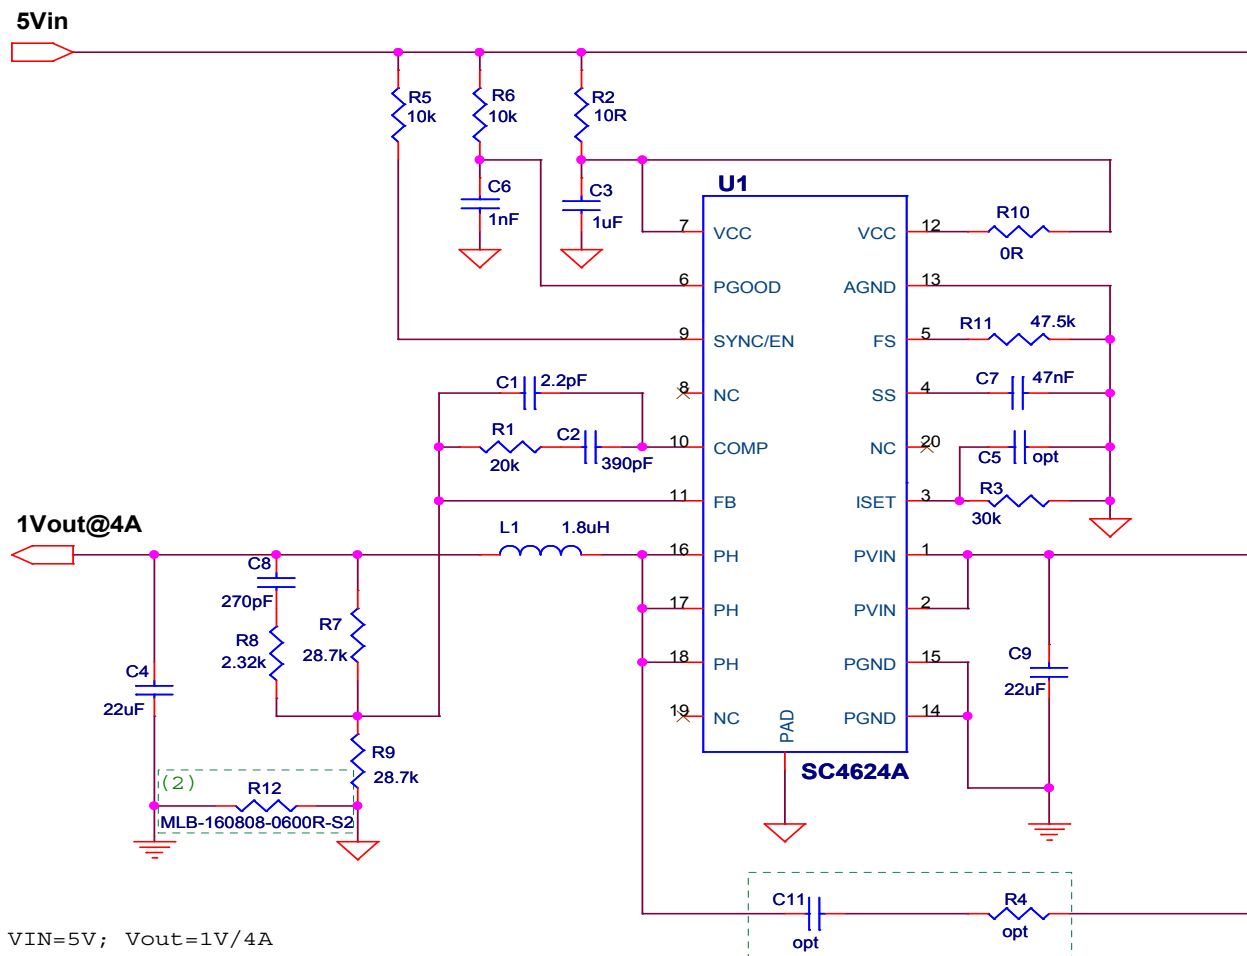 5Vin
R5
10k
R6
10k
R2
10R
C6
1nF
C3
1uF
U1
7
VCC
VCC
12
R10
0R
6
PGOOD
AGND
13
9
SYNC/EN
FS
5
R11
47.5k
8
NC
SS
4
C7
47nF
C1
2.2pF
R1
20k
C2
390pF
10
COMP
NC
20
C5
opt
11
FB
ISET
3
R3
30k
1Vout@4A
L1
1.8uH
16
PH
PVIN
1
17
PH
PVIN
2
18
PH
PGND
15
19
NC
PGND
14
PAD
SC4624A
C8
270pF
R8
2.32k
R7
28.7k
C4
22uF
C9
22uF
R9
28.7k
(2)
R12
MLB-160808-0600R-S2
C11
opt
R4
opt
VIN=5V; Vout=1V/4A